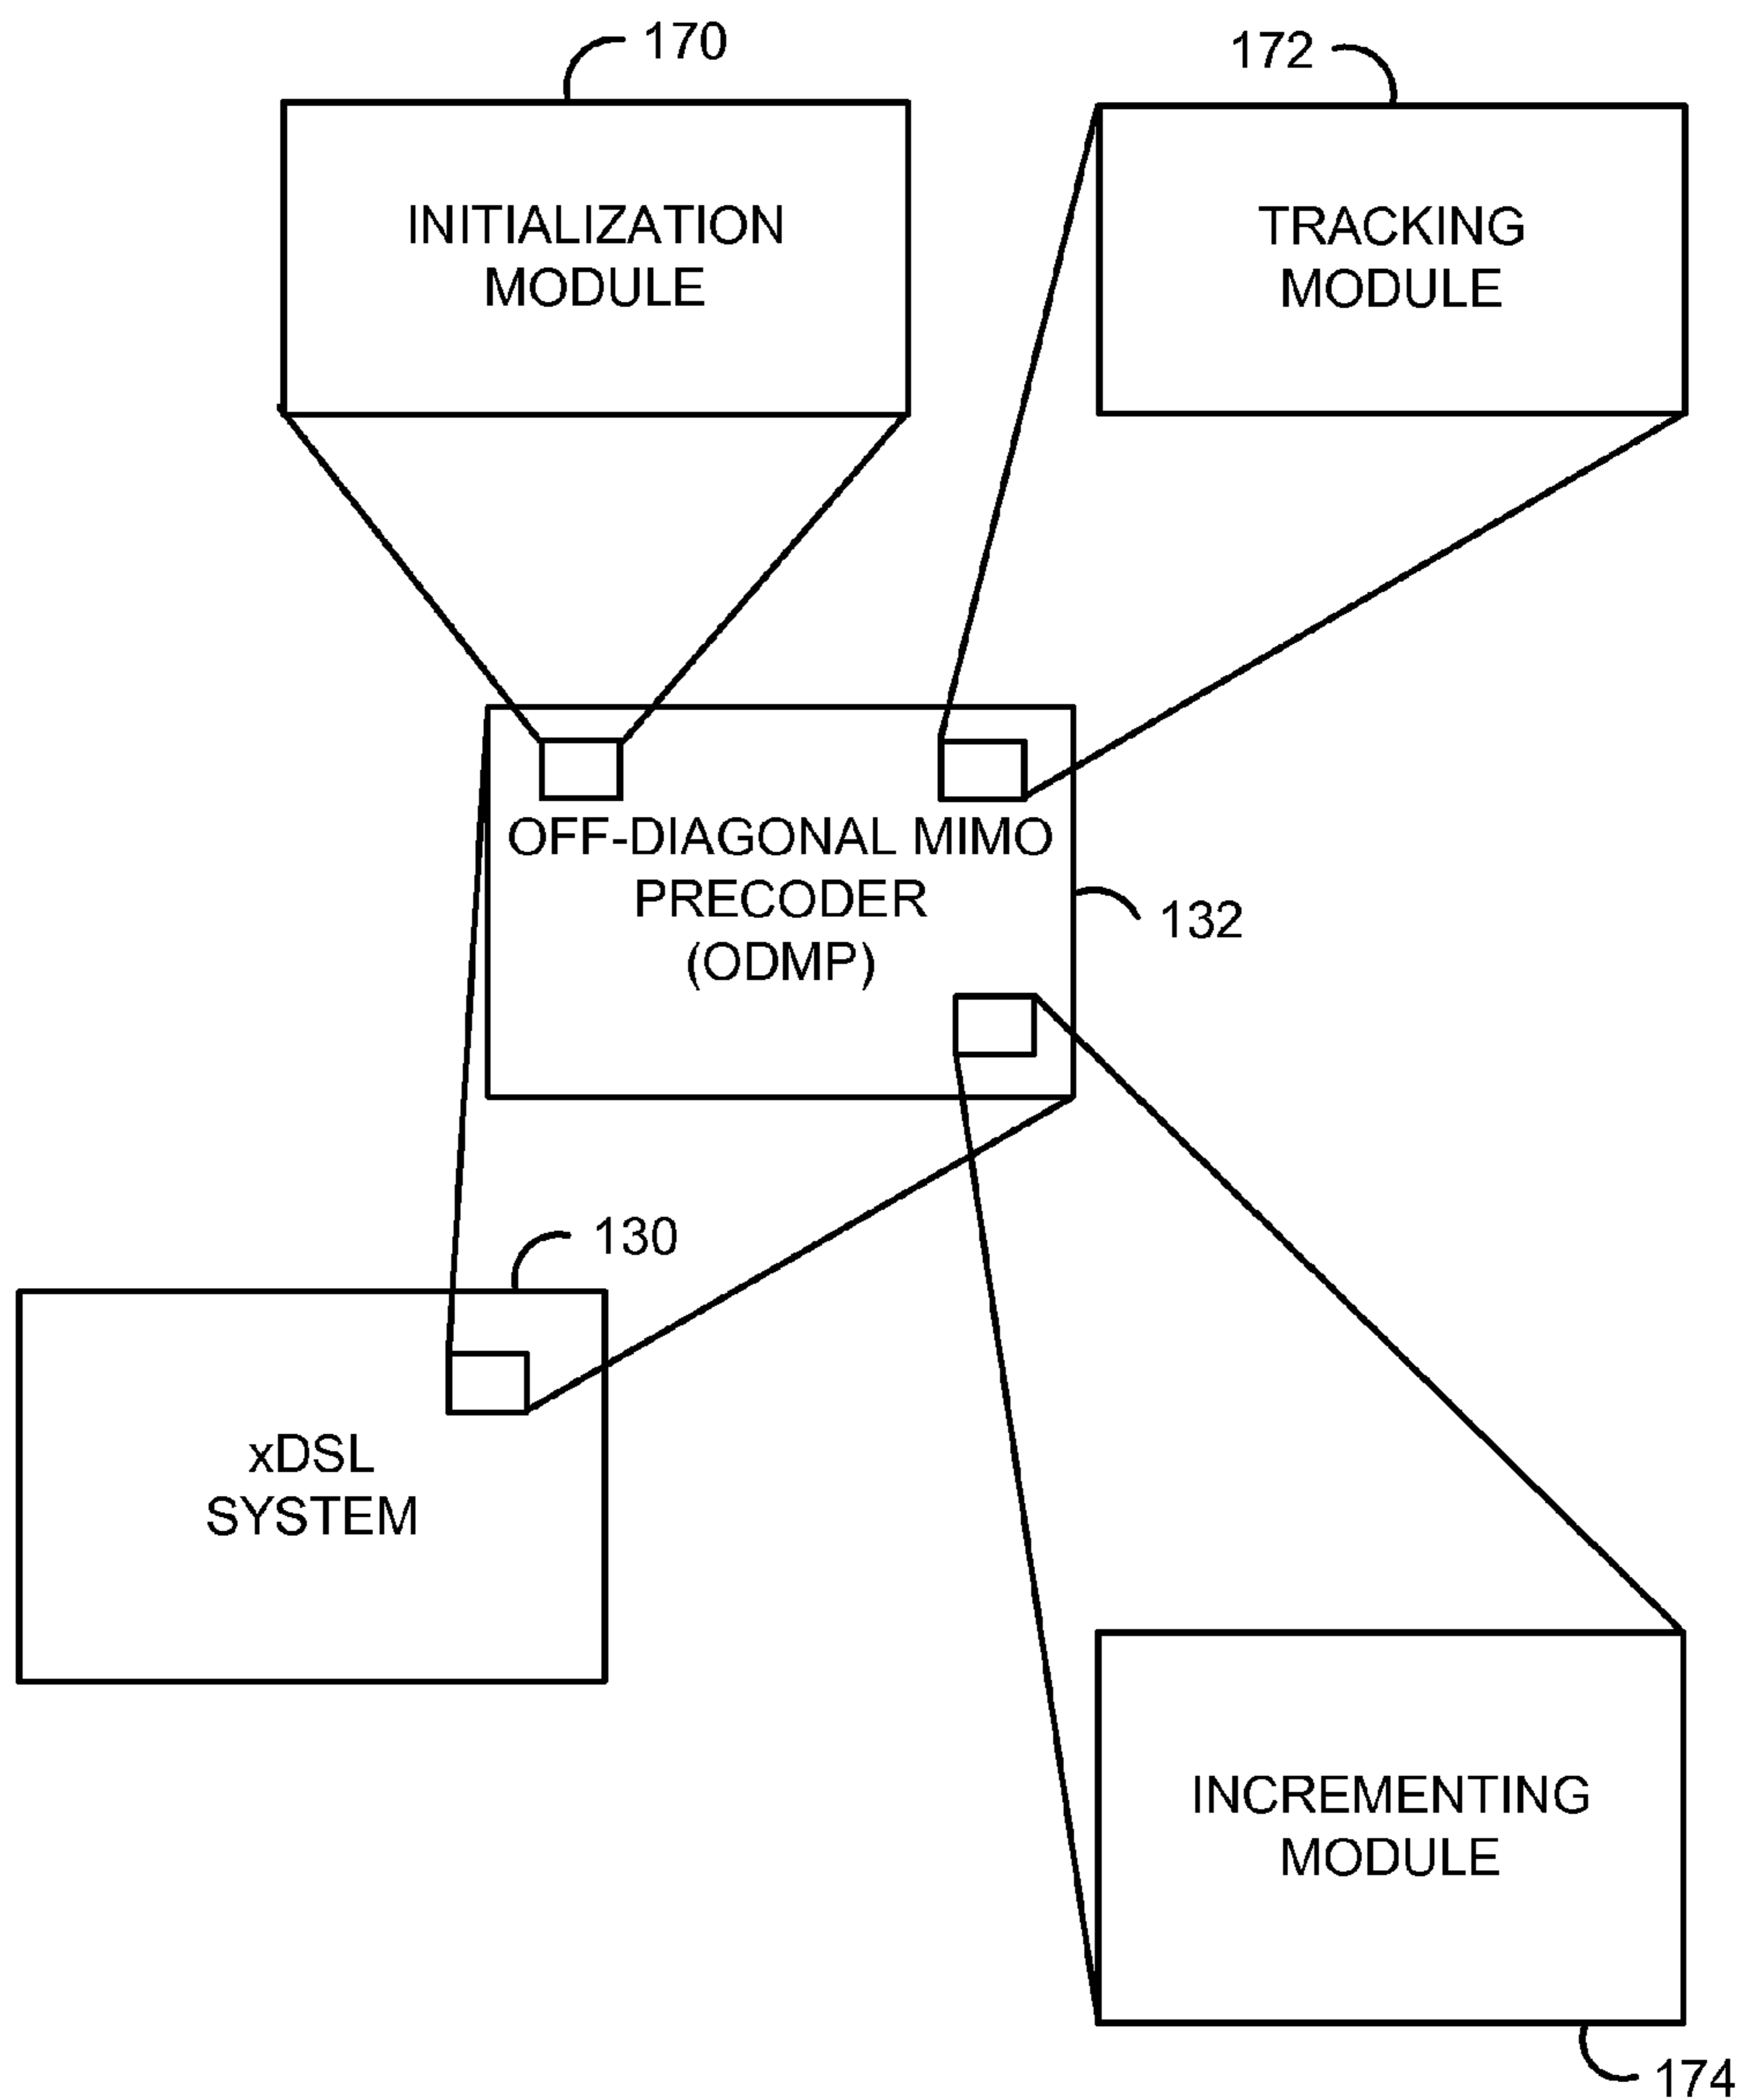 170
172
INITIALIZATION
MODULE
TRACKING
MODULE
OFF-DIAGONAL MIMO
PRECODER
(ODMP)
132
130
xDSL
SYSTEM
INCREMENTING
MODULE
174